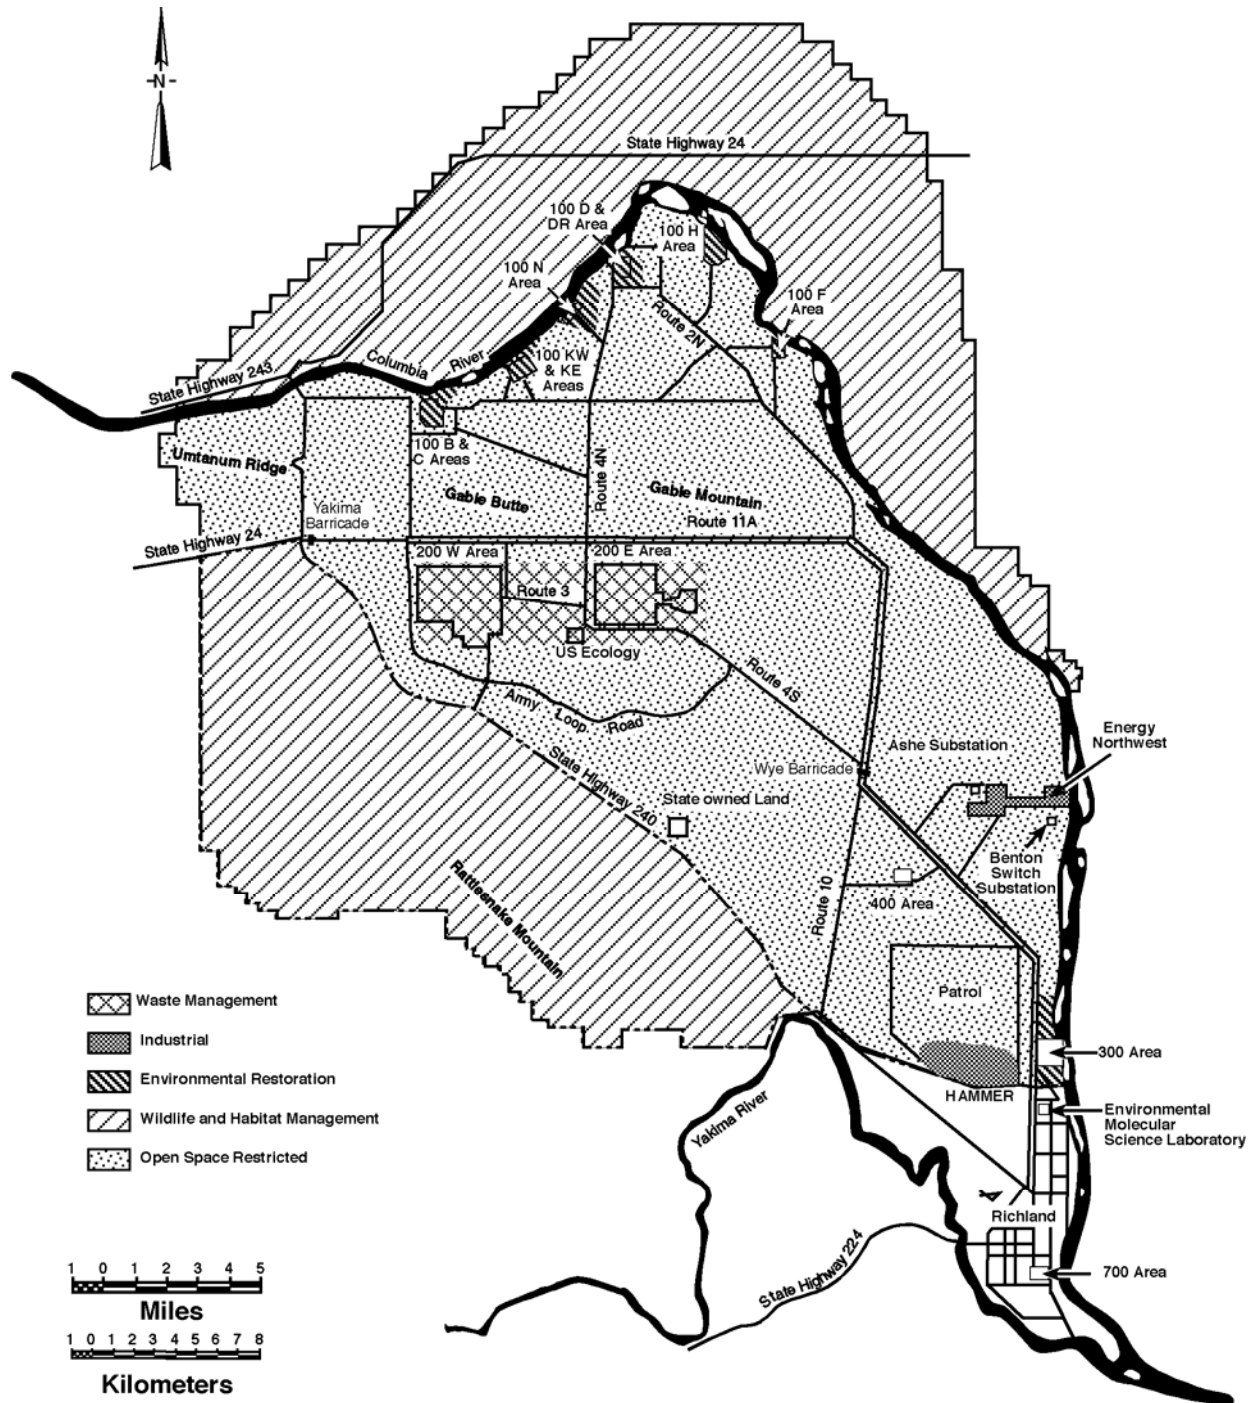 N
State Highway 24
100 D &
DR Area
100 H
Area
100 N
Area
100 F
Area
Route 2N
Columbia River
100 KW
& KE
Areas
State Highway 243
100 B &
C Areas
Umtanum Ridge
Route 4N
Gable Butte
Gable Mountain
Route 11A
Yakima
Barricade
State Highway 24
200 W Area
200 E Area
Route 3
US Ecology
Route 4S
Army Loop Road
State Highway 240
Ashe Substation
Energy
Northwest
Wye Barricade
State owned Land
Benton
Switch
Substation
400 Area
Route 10
Rattlesnake Mountain
Patrol
Waste Management
Industrial
Environmental Restoration
Wildlife and Habitat Management
Open Space Restricted
300 Area
HAMMER
Environmental
Molecular
Science Laboratory
Yakima River
Richland
State Highway 224
700 Area
1 0 1 2 3 4 5
Miles
1 0 1 2 3 4 5 6 7 8
Kilometers